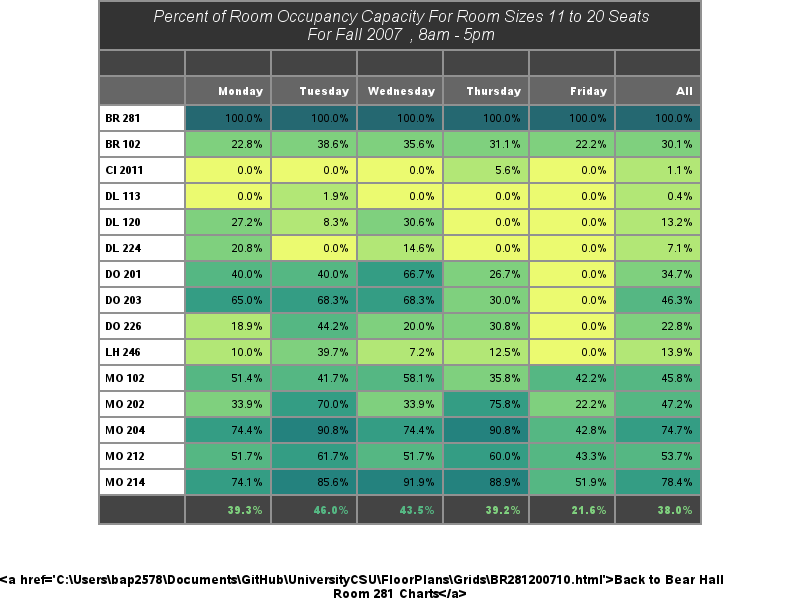 Percent of Room Occupancy Capacity For Room Sizes 11 to 20 Seats
For Fall 2007 , 8am - 5pm
Monday Tuesday Wednesday Thursday Friday All
BR 281 100.0% 100.0% 100.0% 100.0% 100.0% 100.0%
BR 102 22.8% 38.6% 35.6% 31.1% 22.2% 30.1%
CI 2011 0.0% 0.0% 0.0% 5.6% 0.0% 1.1%
DL 113 0.0% 1.9% 0.0% 0.0% 0.0% 0.4%
DL 120 27.2% 8.3% 30.6% 0.0% 0.0% 13.2%
DL 224 20.8% 0.0% 14.6% 0.0% 0.0% 7.1%
DO 201 40.0% 40.0% 66.7% 26.7% 0.0% 34.7%
DO 203 65.0% 68.3% 68.3% 30.0% 0.0% 46.3%
DO 226 18.9% 44.2% 20.0% 30.8% 0.0% 22.8%
LH 246 10.0% 39.7% 7.2% 12.5% 0.0% 13.9%
MO 102 51.4% 41.7% 58.1% 35.8% 42.2% 45.8%
MO 202 33.9% 70.0% 33.9% 75.8% 22.2% 47.2%
MO 204 74.4% 90.8% 74.4% 90.8% 42.8% 74.7%
MO 212 51.7% 61.7% 51.7% 60.0% 43.3% 53.7%
MO 214 74.1% 85.6% 91.9% 88.9% 51.9% 78.4%
39.3% 46.0% 43.5% 39.2% 21.6% 38.0%
<a href='C:\Users\bap2578\Documents\GitHub\UniversityCSU\FloorPlans\Grids\BR281200710.html'>Back to Bear Hall
Room 281 Charts</a>